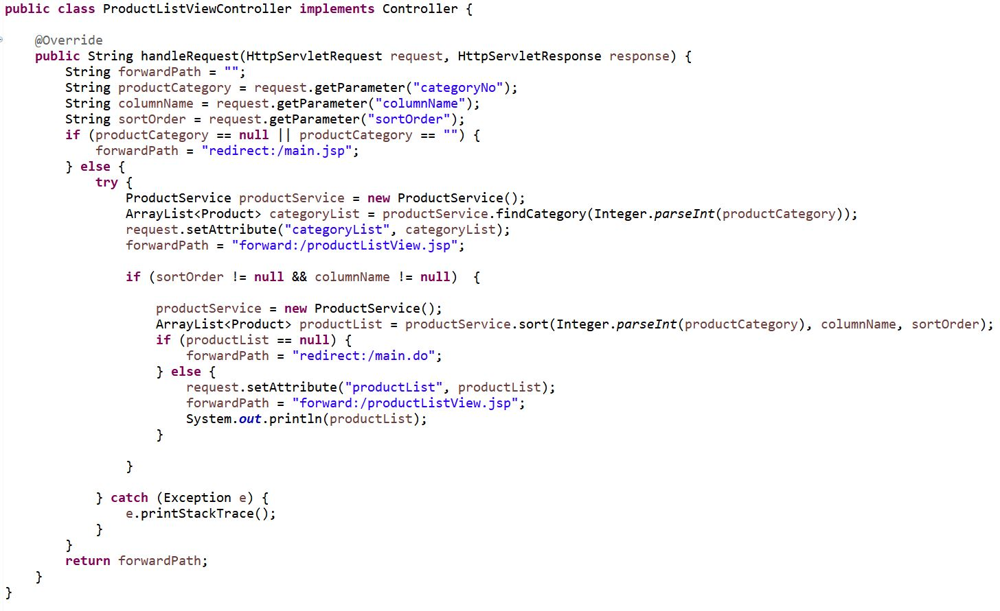 public class ProductListViewController implements Controller {
@Override
public String handleRequest(HttpServletRequest request, HttpServletResponse response) {
String forwardPath = "";
String productCategory = request.getParameter("categoryNo");
String columnName = request.getParameter("columnName");
String sortOrder = request.getParameter("sortOrder");
if (productCategory == null || productCategory == "") {
forwardPath = "redirect:/main.jsp";
} else {
try {
ProductService productService = new ProductService();
ArrayList<Product> categoryList = productService.findCategory(Integer.parseInt(productCategory));
request.setAttribute("categoryList", categoryList);
forwardPath = "forward:/productListView.jsp";
if (sortOrder != null && columnName != null)  {
productService = new ProductService();
ArrayList<Product> productList = productService.sort(Integer.parseInt(productCategory), columnName, sortOrder);
if (productList == null) {
forwardPath = "redirect:/main.do";
} else {
request.setAttribute("productList", productList);
forwardPath = "forward:/productListView.jsp";
System.out.println(productList);
}
}
} catch (Exception e) {
e.printStackTrace();
}
}
return forwardPath;
}
}